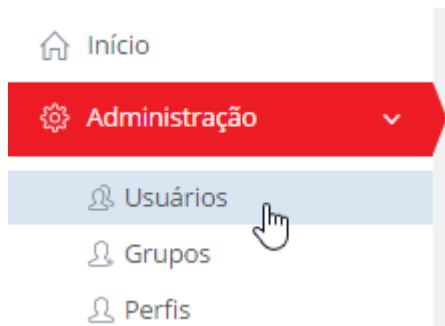 Início
Administração
Usuários
Grupos
Perfis